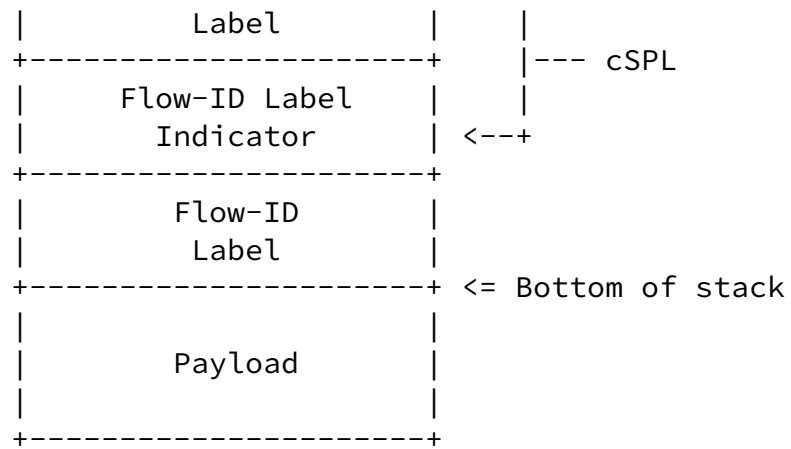 |         Label         |    |
+-----------------------+    |--- cSPL
|     Flow-ID Label     |    |
|       Indicator       | <--+
+-----------------------+
|        Flow-ID        |
|         Label         |
+-----------------------+ <= Bottom of stack
|                       |
|        Payload        |
|                       |
+-----------------------+